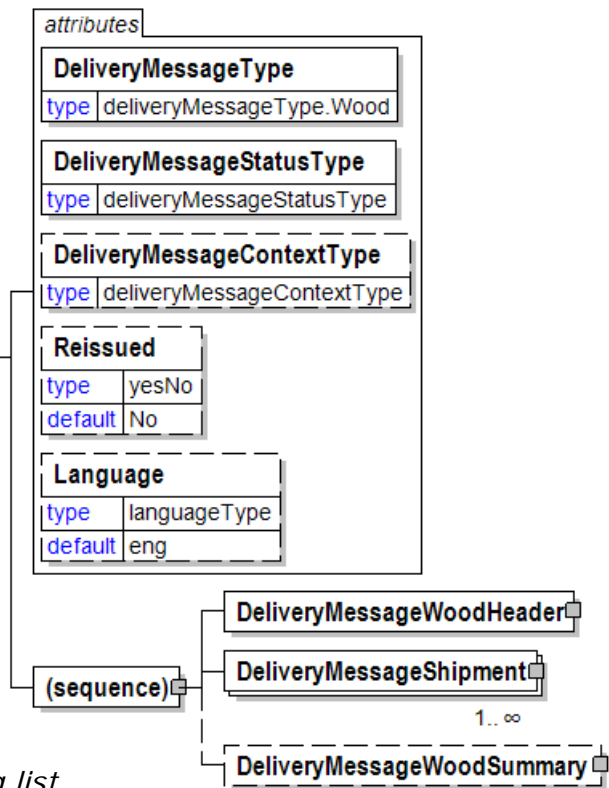 attributes
DeliveryMessageType
type deliveryMessageType.Wood
DeliveryMessageStatusType
type deliveryMessageStatusType
DeliveryMessageContextType
type deliveryMessageContextType
Reissued
type yesNo
default No
Language
type languageType
default eng
DeliveryMessageWoodHeader
(sequence)
DeliveryMessageShipment
1.. ∞
DeliveryMessageWoodSummary
list